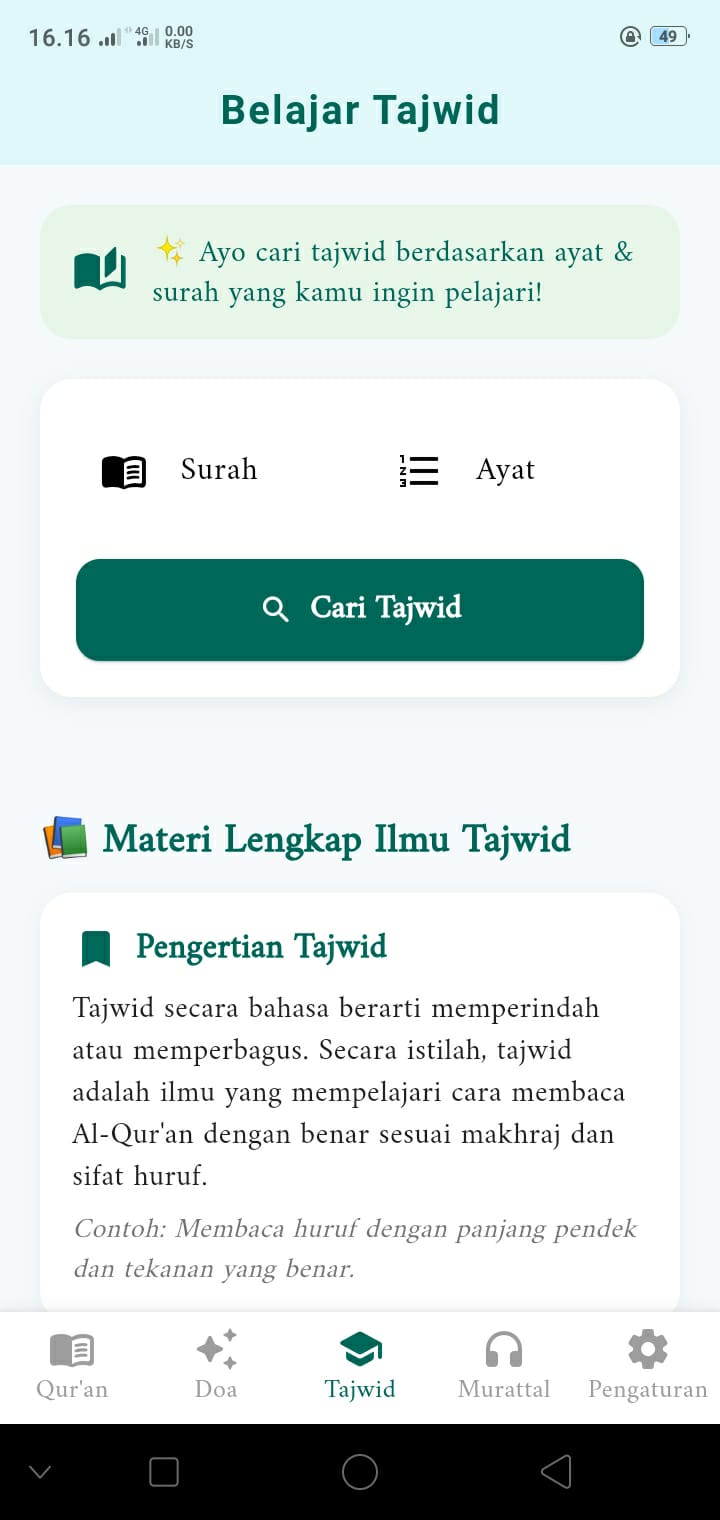 16.16 4G 0.00 KB/S 49
Belajar Tajwid
✨ Ayo cari tajwid berdasarkan ayat &
surah yang kamu ingin pelajari!
Surah
Ayat
Cari Tajwid
Materi Lengkap Ilmu Tajwid
Pengertian Tajwid
Tajwid secara bahasa berarti memperindah
atau memperbagus. Secara istilah, tajwid
adalah ilmu yang mempelajari cara membaca
Al-Qur'an dengan benar sesuai makhraj dan
sifat huruf.
Contoh: Membaca huruf dengan panjang pendek
dan tekanan yang benar.
Qur'an Doa Tajwid Murattal Pengaturan